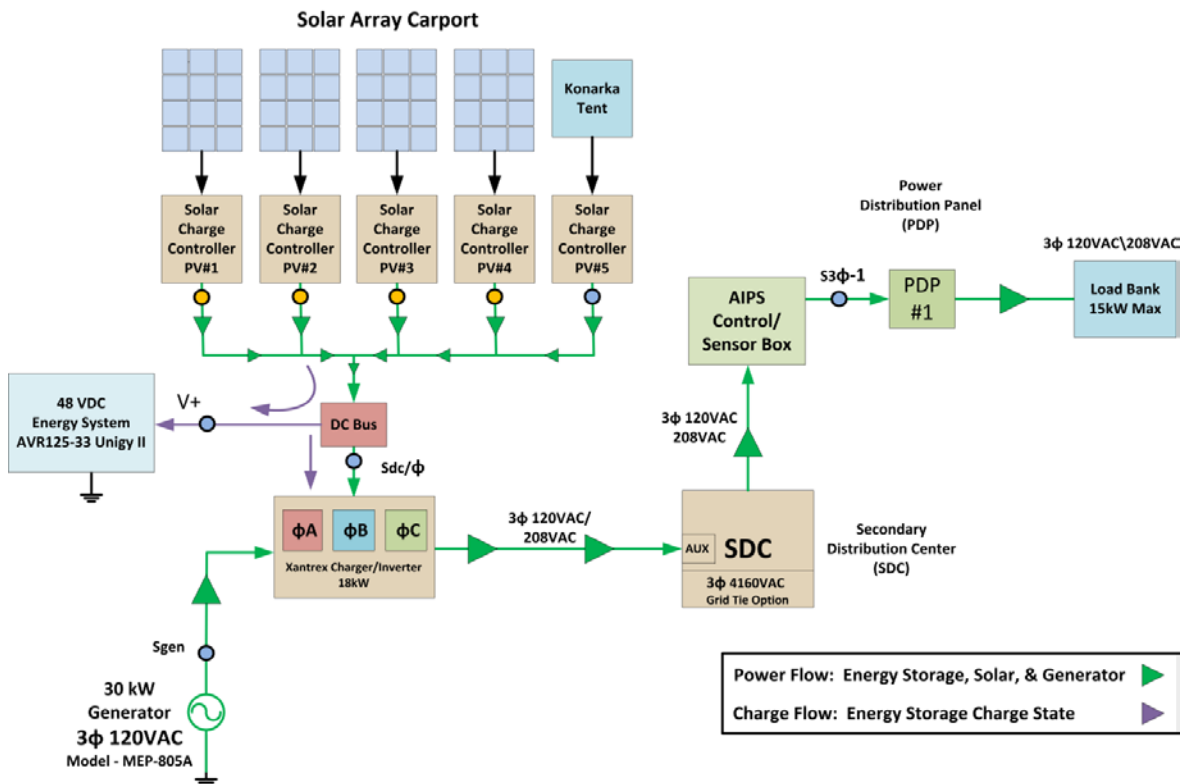 Solar Array Carport
Konarka
Tent
Solar
Charge
Controller
PV#1
Solar
Charge
Controller
PV#2
Solar
Charge
Controller
PV#3
Solar
Charge
Controller
PV#4
Solar
Charge
Controller
PV#5
Power
Distribution Panel
(PDP)
3ϕ 120VAC\208VAC
AIPS
Control/
Sensor Box
S3ϕ-1
PDP
#1
Load Bank
15kW Max
48 VDC
Energy System
AVR125-33 Unigy II
V+
DC Bus
Sdc/ϕ
3ϕ 120VAC
208VAC
ϕA
ϕB
ϕC
Xantrex Charger/Inverter
18kW
3ϕ 120VAC/
208VAC
AUX
SDC
3ϕ 4160VAC
Grid Tie Option
Secondary
Distribution Center
(SDC)
Sgen
30 kW
Generator
3ϕ 120VAC
Model - MEP-805A
Power Flow: Energy Storage, Solar, & Generator
Charge Flow: Energy Storage Charge State